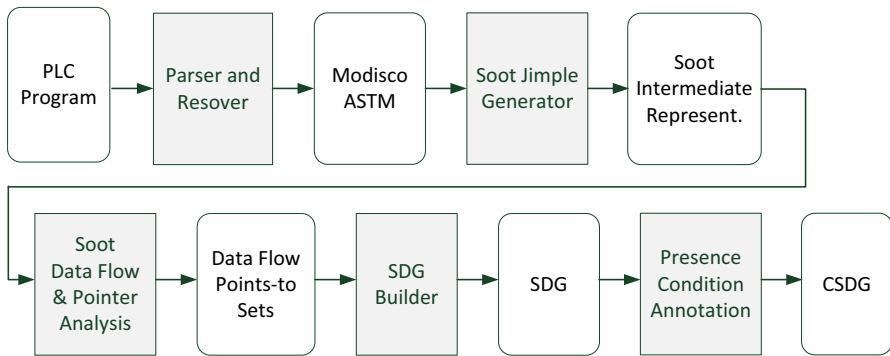 PLC
Program
Parser and
Resover
Modisco
ASTM
Soot Jimple
Generator
Soot
Intermediate
Represent.
Soot
Data Flow
& Pointer
Analysis
Data Flow
Points-to
Sets
SDG
Builder
SDG
Presence
Condition
Annotation
CSDG